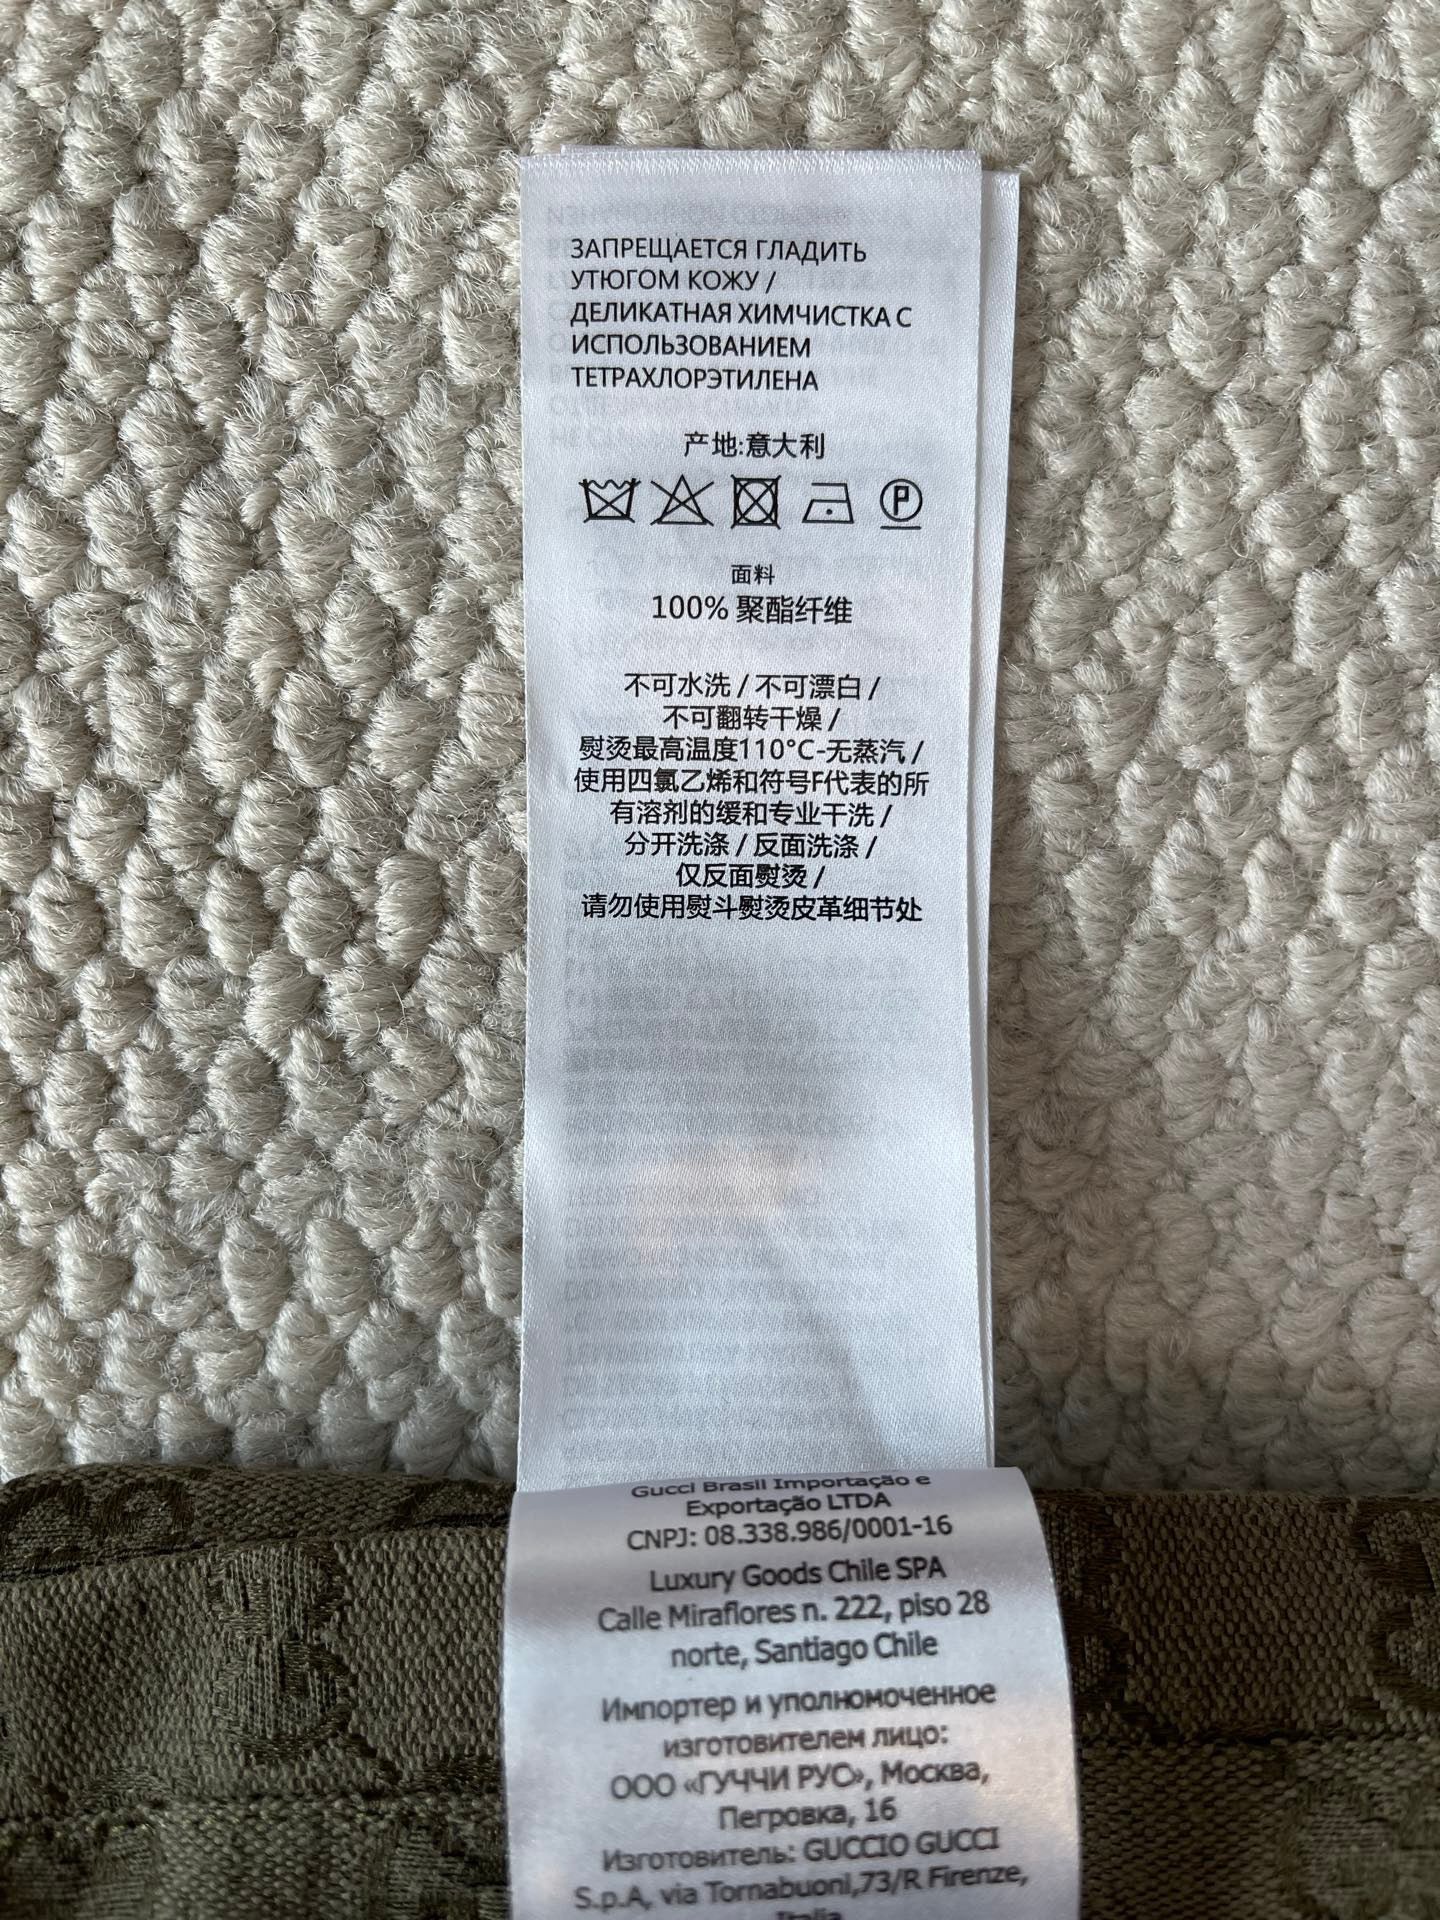 ЗАПРЕЩАЕТСЯ ГЛАДИТЬ
УТЮГОМ КОЖУ /
ДЕЛИКАТНАЯ ХИМЧИСТКА С
ИСПОЛЬЗОВАНИЕМ
ТЕТРАХЛОРЭТИЛЕНА
产地:意大利
P
面料
100% 聚酯纤维
不可水洗 / 不可漂白 /
不可翻转干燥 /
熨烫最高温度110°C-无蒸汽 /
使用四氯乙烯和符号F代表的所
有溶剂的缓和专业干洗 /
分开洗涤 / 反面洗涤 /
仅反面熨烫 /
请勿使用熨斗熨烫皮革细节处
Gucci Brasil Importação e
Exportação LTDA
CNPJ: 08.338.986/0001-16
Luxury Goods Chile SPA
Calle Miraflores n. 222, piso 28
norte, Santiago Chile
Импортер и уполномоченное
изготовителем лицо:
ООО «ГУЧЧИ РУС», Москва,
Петровка, 16
Изготовитель: GUCCIO GUCCI
S.p.A, via Tornabuoni,73/R Firenze,
Italia